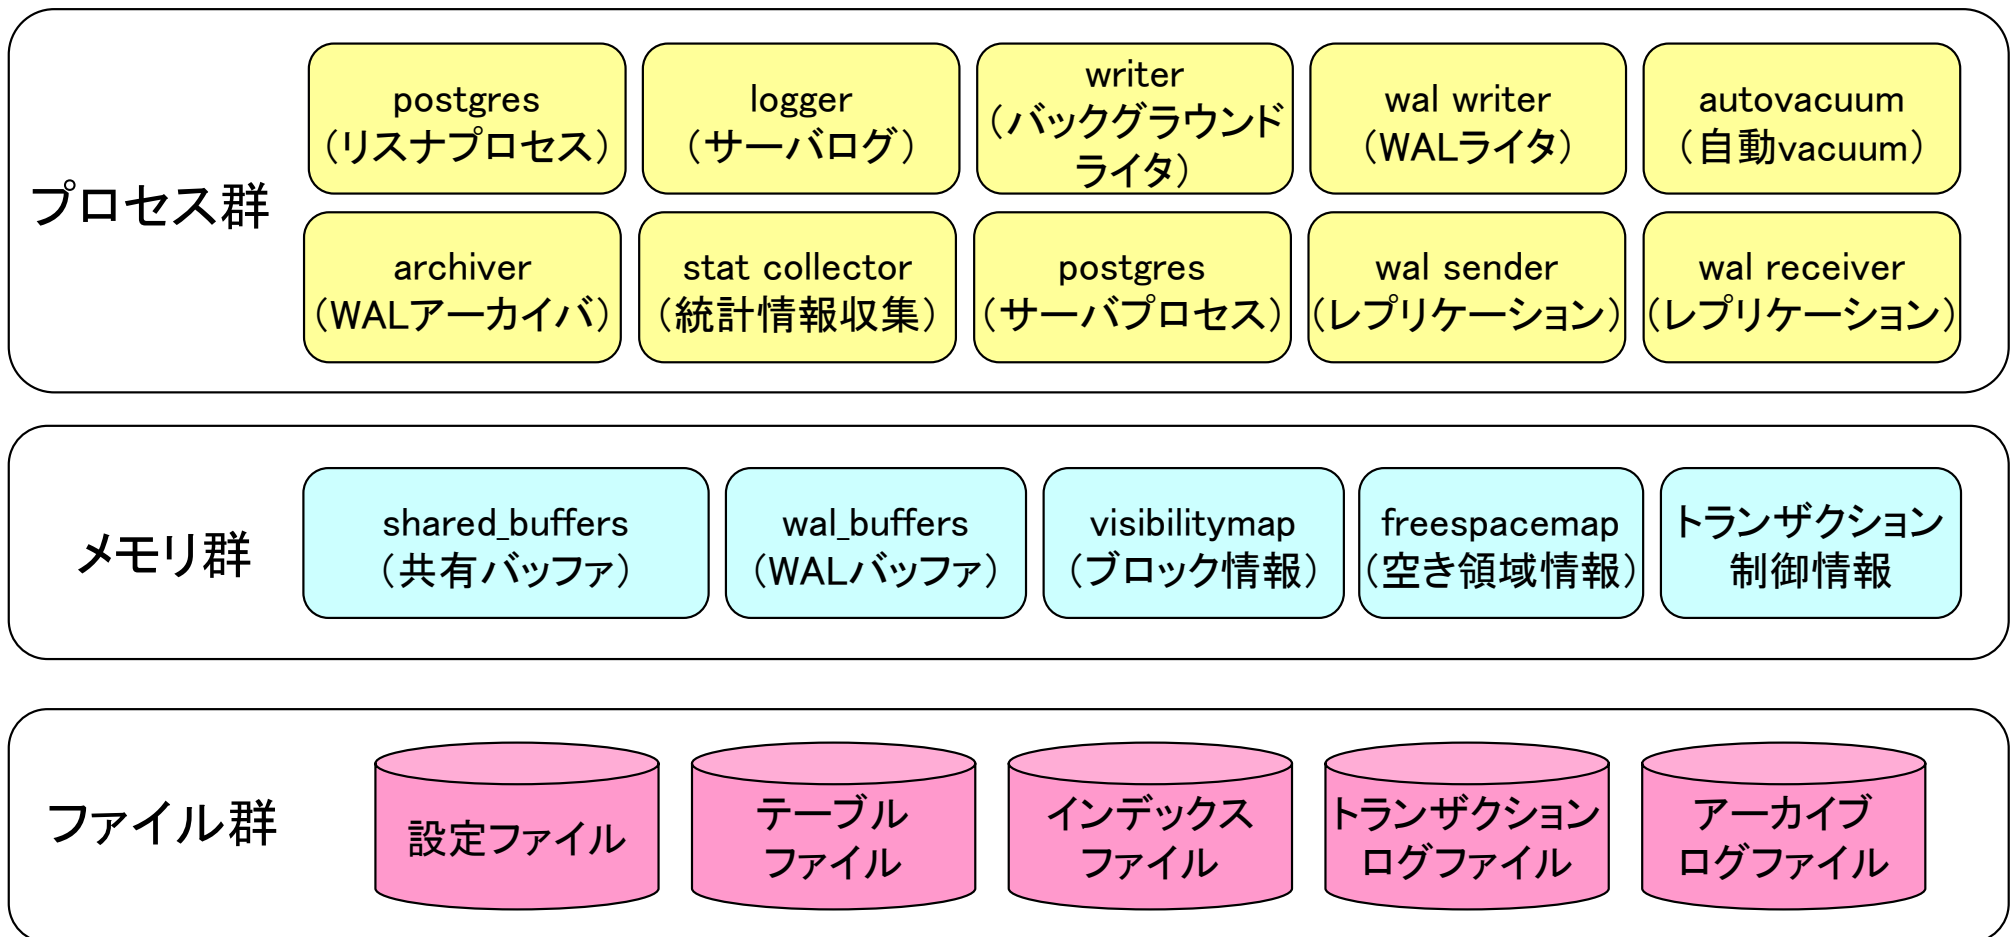 プロセス群
postgres
（リスナプロセス）
logger
（サーバログ）
writer
（バックグラウンド
ライタ）
wal writer
（WALライタ）
autovacuum
（自動vacuum）
archiver
（WALアーカイバ）
stat collector
（統計情報収集）
postgres
（サーバプロセス）
wal sender
（レプリケーション）
wal receiver
（レプリケーション）
メモリ群
shared_buffers
（共有バッファ）
wal_buffers
（WALバッファ）
visibilitymap
（ブロック情報）
freespacemap
（空き領域情報）
トランザクション
制御情報
ファイル群
設定ファイル
テーブル
ファイル
インデックス
ファイル
トランザクション
ログファイル
アーカイブ
ログファイル